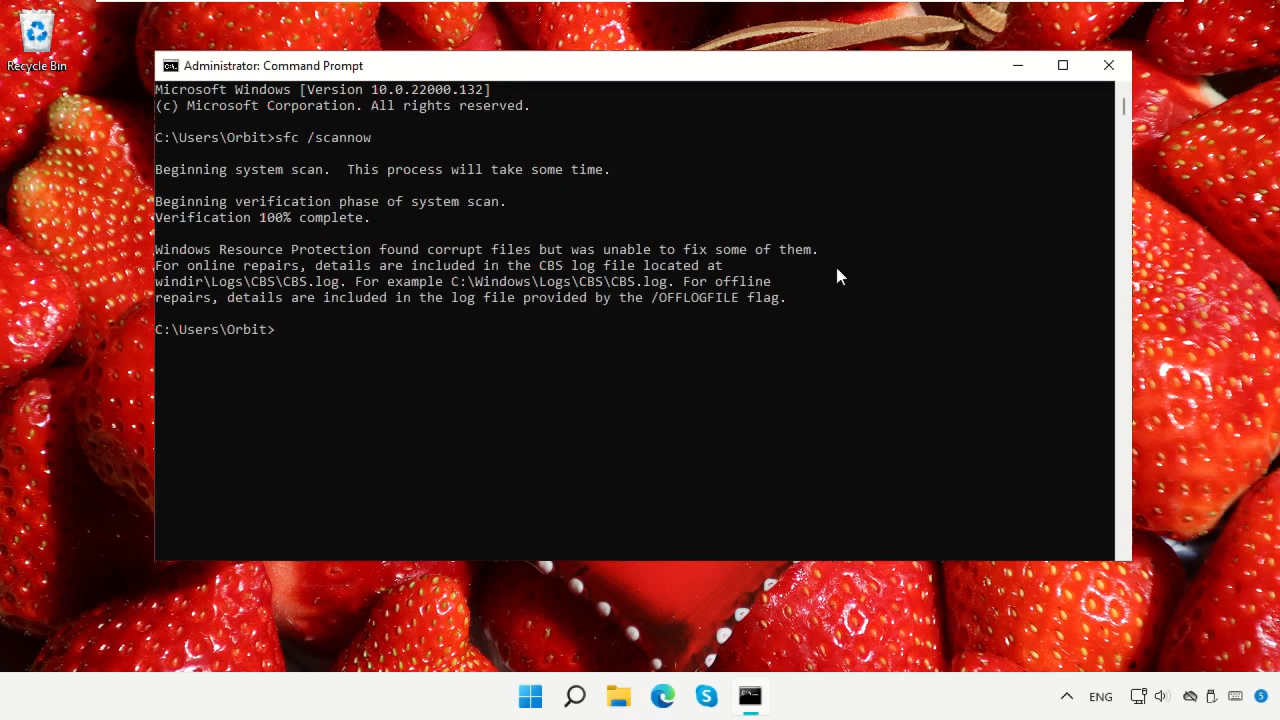 Recycle Bin
Administrator: Command Prompt
Microsoft Windows [Version 10.0.22000.132]
(c) Microsoft Corporation. All rights reserved.
C:\Users\Orbit>sfc /scannow
Beginning system scan.  This process will take some time.
Beginning verification phase of system scan.
Verification 100% complete.
Windows Resource Protection found corrupt files but was unable to fix some of them.
For online repairs, details are included in the CBS log file located at
windir\Logs\CBS\CBS.log. For example C:\Windows\Logs\CBS\CBS.log. For offline
repairs, details are included in the log file provided by the /OFFLOGFILE flag.
C:\Users\Orbit>
ENG
5